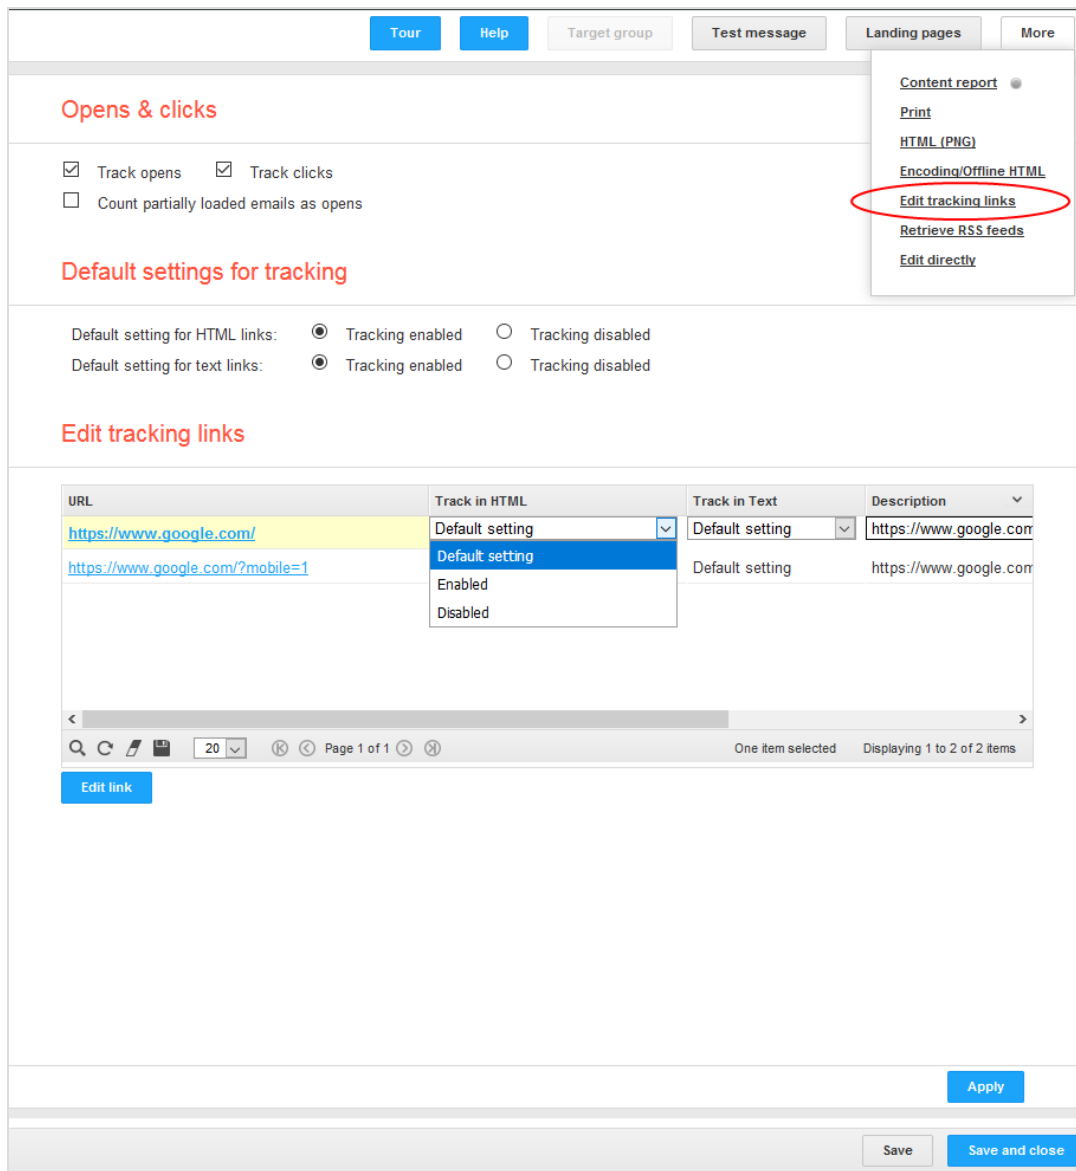 Tour Help Target group Test message Landing pages More
Content report
Print
HTML (PNG)
Encoding/Offline HTML
Edit tracking links
Retrieve RSS feeds
Edit directly
Opens & clicks
Track opens Track clicks
Count partially loaded emails as opens
Default settings for tracking
Default setting for HTML links: Tracking enabled Tracking disabled
Default setting for text links: Tracking enabled Tracking disabled
Edit tracking links
URL Track in HTML Track in Text Description
https://www.google.com/ Default setting Default setting https://www.google.com
Default setting
https://www.google.com/?mobile=1 Default setting https://www.google.com
Enabled
Disabled
20 Page 1 of 1 One item selected Displaying 1 to 2 of 2 items
Edit link
Apply
Save Save and close